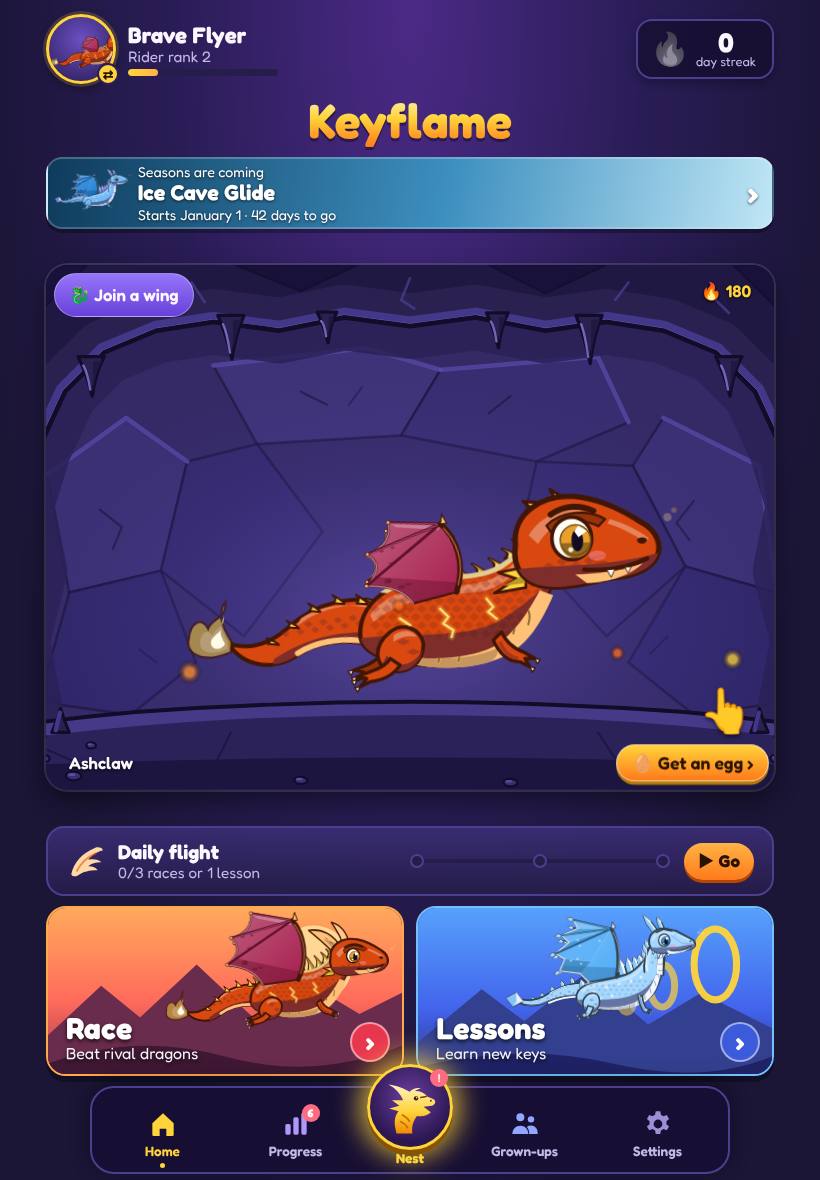 Brave Flyer
Rider rank 2
0
day streak
Keyflame
Seasons are coming
Ice Cave Glide
Starts January 1 · 42 days to go
Join a wing
180
Ashclaw
Get an egg ›
Daily flight
0/3 races or 1 lesson
Go
Race
Beat rival dragons
Lessons
Learn new keys
!
6
Home
Progress
Nest
Grown-ups
Settings